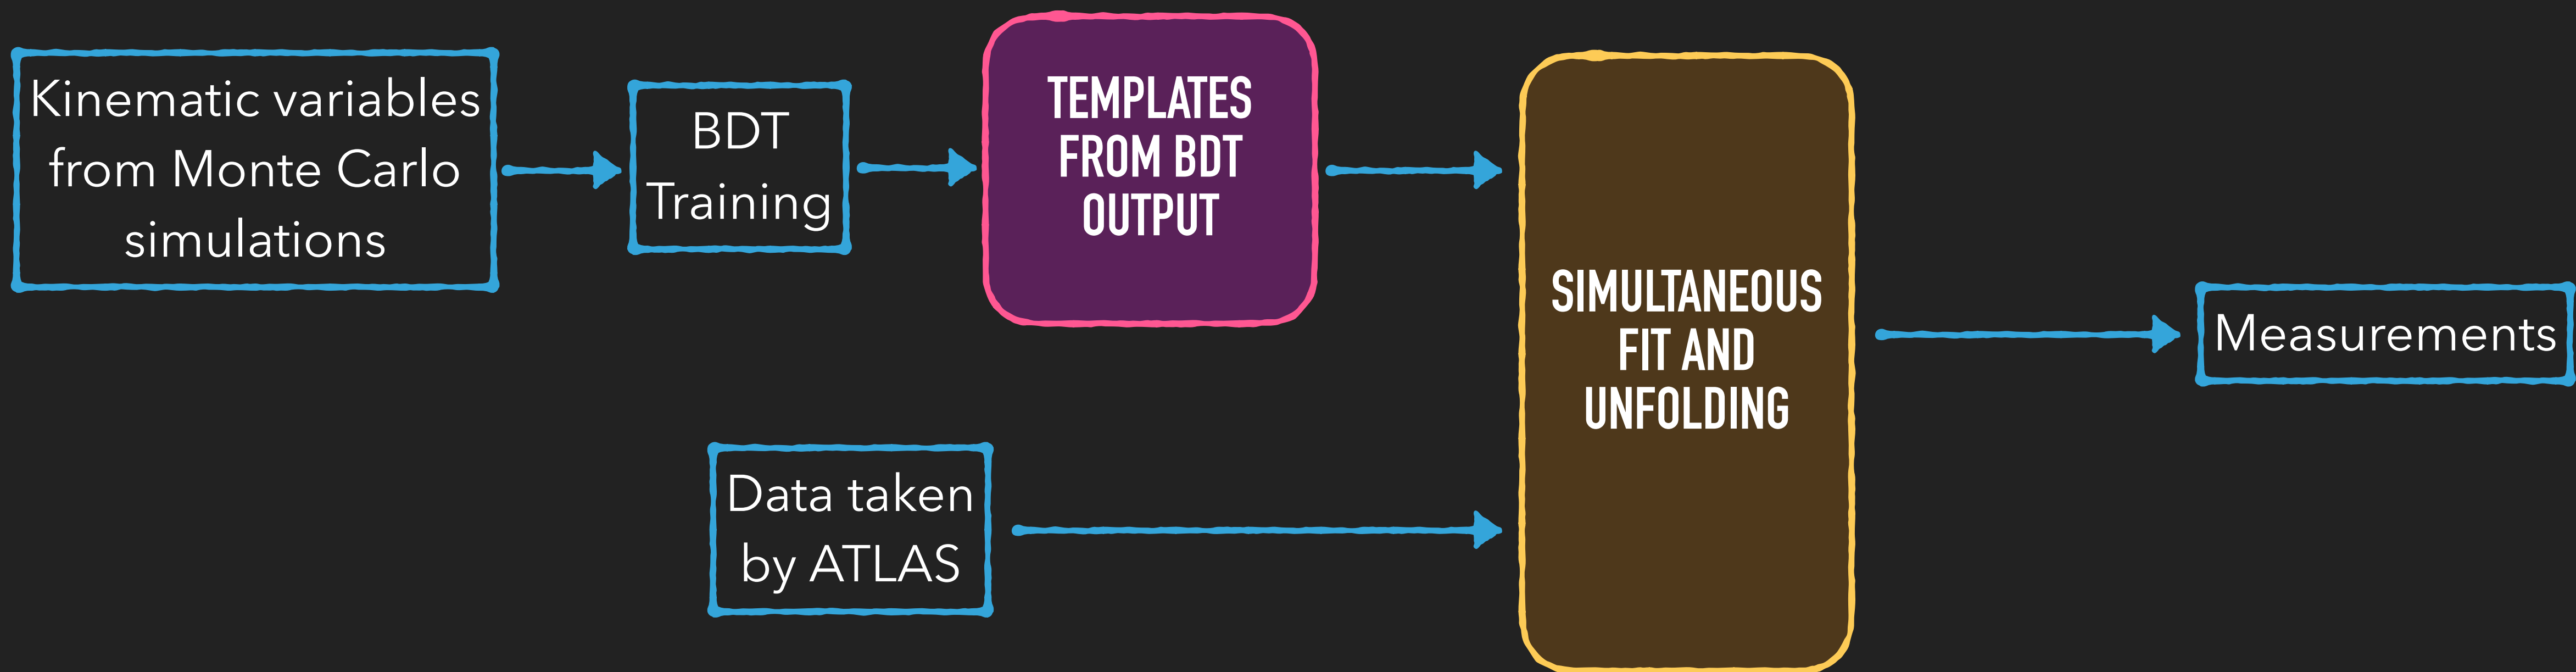 Kinematic variables
from Monte Carlo
simulations
BDT
Training
TEMPLATES
FROM BDT
OUTPUT
SIMULTANEOUS
FIT AND
UNFOLDING
Measurements
Data taken
by ATLAS